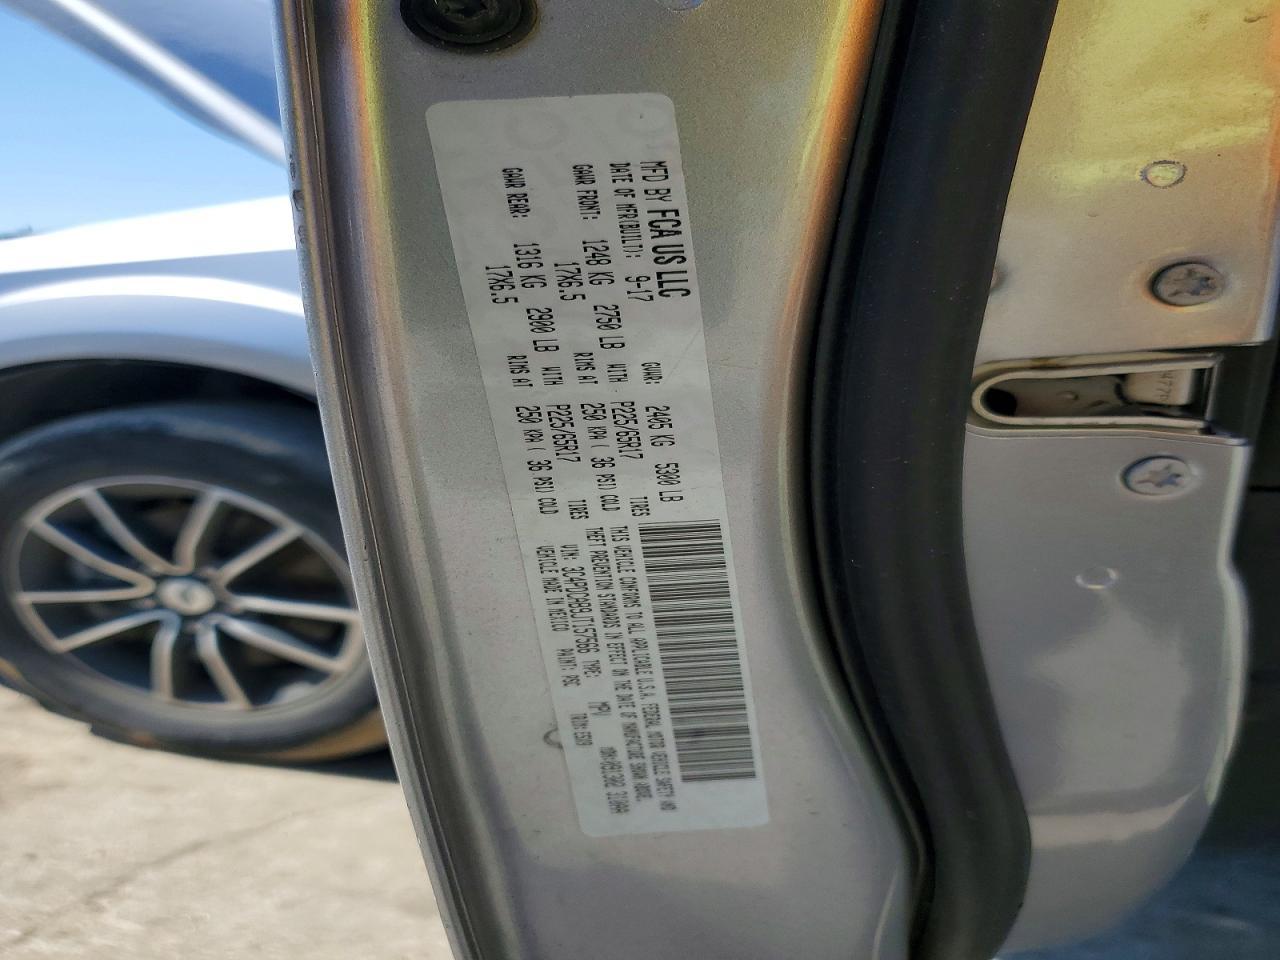 MFD BY FCA US LLC
DATE OF MFR(BUILT): 9-17 GVWR: 2405 KG 5300 LB
GAWR FRONT: 1248 KG 2750 LB WITH P225/65R17 TIRES
17X6.5 RIMS AT 250 KPA ( 36 PSI) COLD
GAWR REAR: 1316 KG 2900 LB WITH P225/65R17 TIRES
17X6.5 RIMS AT 250 KPA ( 36 PSI) COLD
THIS VEHICLE CONFORMS TO ALL APPLICABLE U.S.A. FEDERAL MOTOR VEHICLE SAFETY AND
THEFT PREVENTION STANDARDS IN EFFECT ON THE DATE OF MANUFACTURE SHOWN ABOVE.
VIN: 3C4PDCAB9JT157566 TYPE: MPV
VEHICLE MADE IN MEXICO PAINT: PSC TRIM: